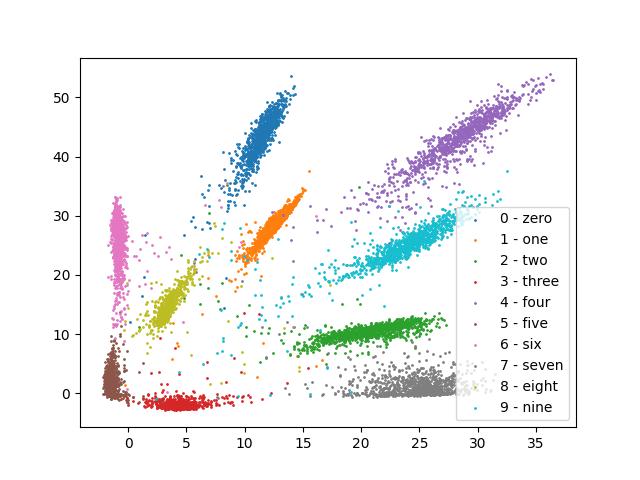 50
40
30
20
10
0
0 - zero
1 - one
2 - two
3 - three
4 - four
5 - five
6 - six
7 - seven
8 - eight
9 - nine
0 5 10 15 20 25 30 35